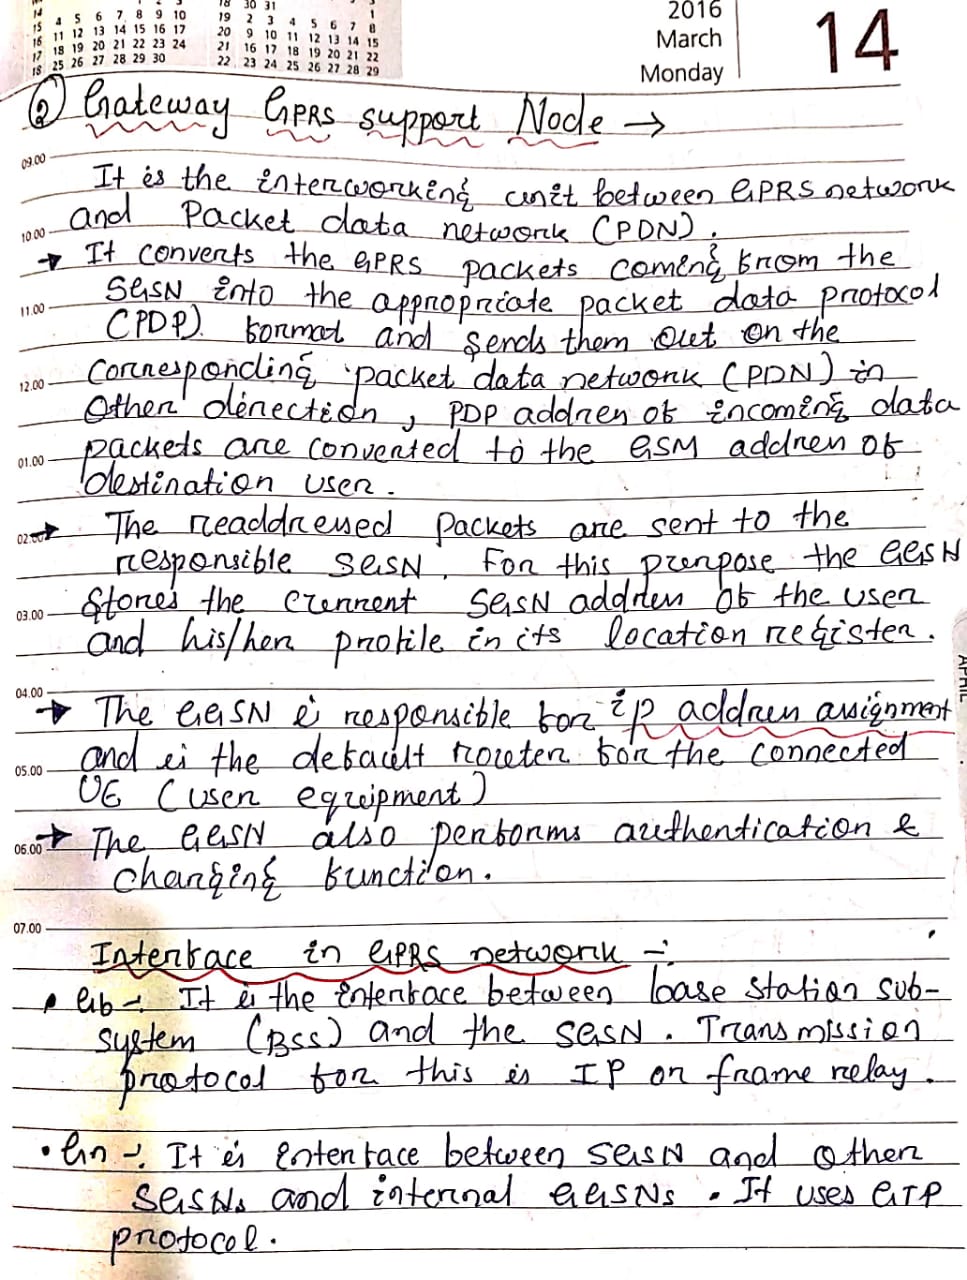 14 1 2 3
15 4 5 6 7 8 9 10
16 11 12 13 14 15 16 17
17 18 19 20 21 22 23 24
18 25 26 27 28 29 30
18 30 31 1
19 2 3 4 5 6 7 8
20 9 10 11 12 13 14 15
21 16 17 18 19 20 21 22
22 23 24 25 26 27 28 29
2016
March
Monday
14
② Gateway GPRS support Node →
09.00
It is the interworking unit between GPRS network
10.00 and Packet data network (PDN).
→ It converts the GPRS packets coming from the
11.00 SGSN into the appropriate packet data protocol
(PDP) format and sends them out on the
12.00 Corresponding packet data network (PDN) in
Other direction, PDP address of incoming data
01.00 packets are converted to the GSM address of
destination user.
02.00 → The readdressed packets are sent to the
responsible SGSN. For this purpose the GGSN
03.00 Stores the current SGSN address of the user
and his/her profile in its location register.
04.00
→ The GGSN is responsible for ip address assignment
05.00 and is the default router for the connected
UE (user equipment)
06.00 → The GGSN also performs authentication &
charging function.
07.00
Interface in GPRS network -:
• Gb -: It is the interface between base station sub-
system (BSS) and the SGSN. Transmission
protocol for this is IP or frame relay.
• Gn -: It is interface between SGSN and other
SGSNs and internal GGSNs. It uses GTP
protocol.
APRIL